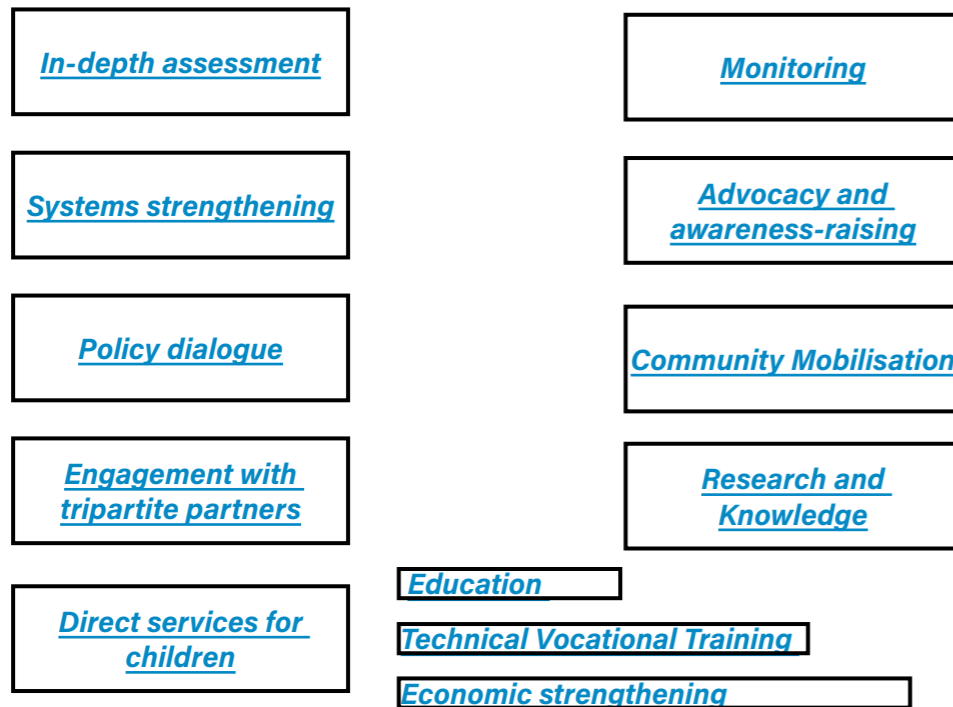 In-depth assessment
Monitoring
Systems strengthening
Advocacy and
awareness-raising
Policy dialogue
Community Mobilisation
Engagement with
tripartite partners
Research and
Knowledge
Direct services for
children
Education
Technical Vocational Training
Economic strengthening